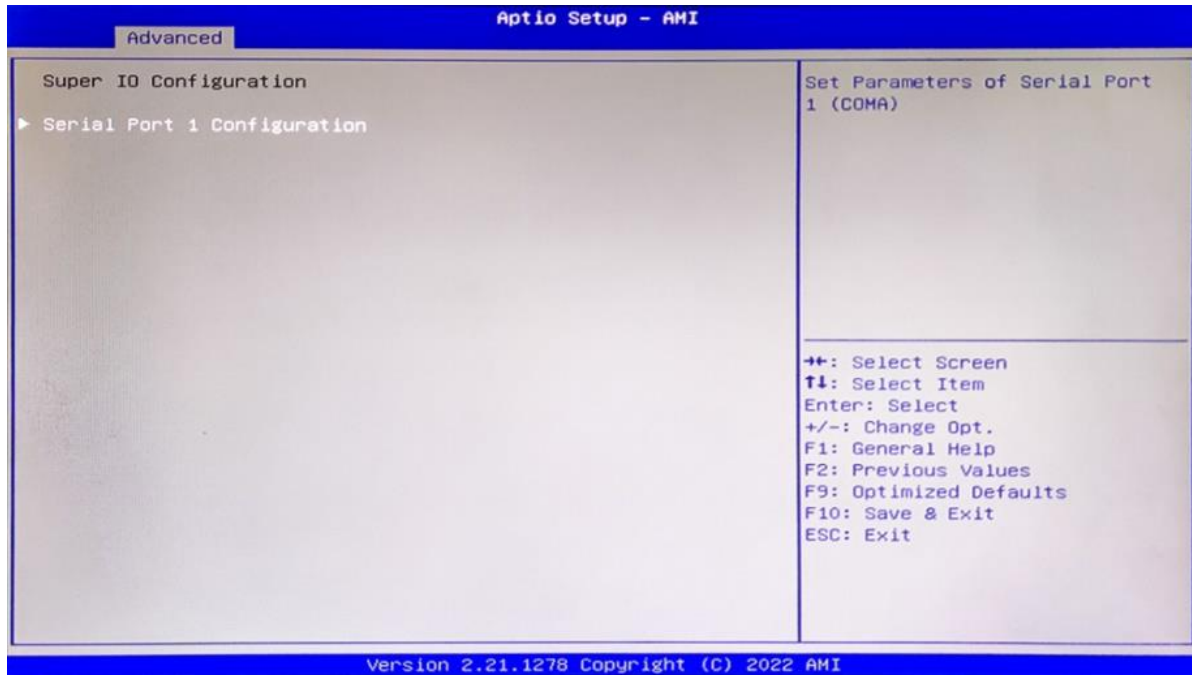 Aptio Setup - AMI
Advanced
Super IO Configuration
► Serial Port 1 Configuration
Set Parameters of Serial Port
1 (COMA)
→←: Select Screen
↑↓: Select Item
Enter: Select
+/-: Change Opt.
F1: General Help
F2: Previous Values
F9: Optimized Defaults
F10: Save & Exit
ESC: Exit
Version 2.21.1278 Copyright (C) 2022 AMI